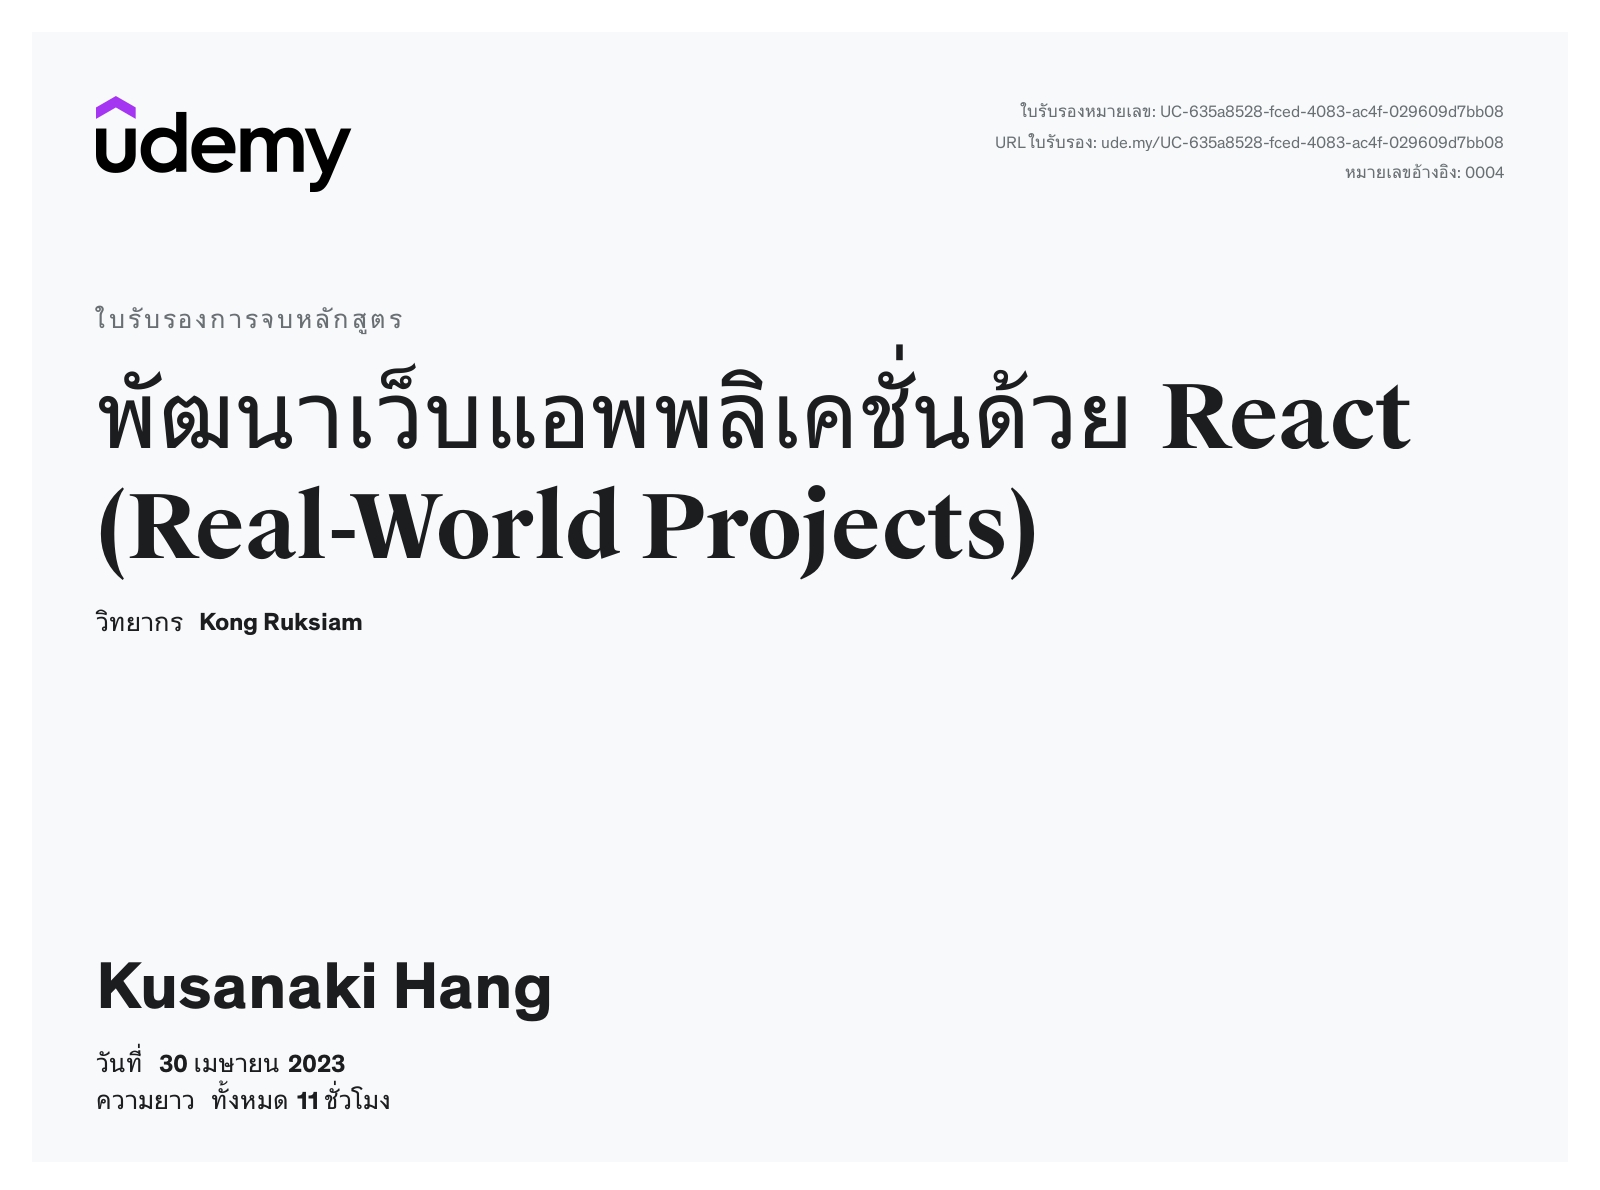 udemy
ใบรับรองหมายเลข: UC-635a8528-fced-4083-ac4f-029609d7bb08
URL ใบรับรอง: ude.my/UC-635a8528-fced-4083-ac4f-029609d7bb08
หมายเลขอ้างอิง: 0004
ใบรับรองการจบหลักสูตร
พัฒนาเว็บแอพพลิเคชั่นด้วย React
(Real-World Projects)
วิทยากร Kong Ruksiam
Kusanaki Hang
วันที่ 30 เมษายน 2023
ความยาว ทั้งหมด 11 ชั่วโมง